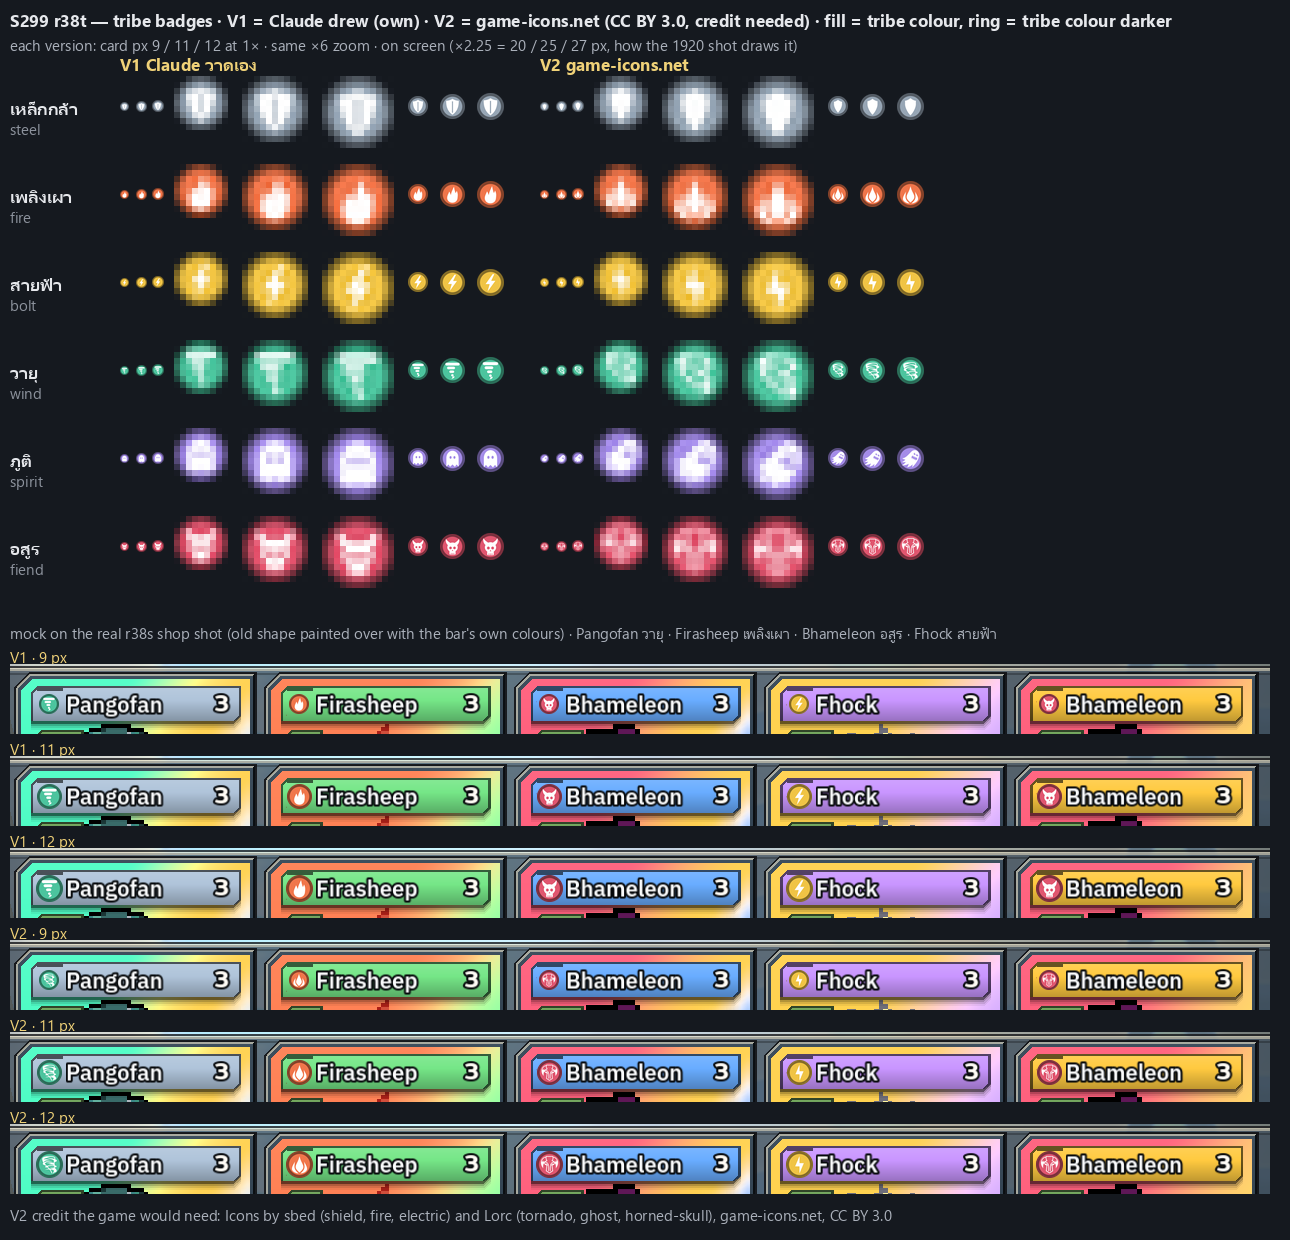 S299 r38t — tribe badges · V1 = Claude drew (own) · V2 = game-icons.net (CC BY 3.0, credit needed) · fill = tribe colour, ring = tribe colour darker
each version: card px 9 / 11 / 12 at 1× · same ×6 zoom · on screen (×2.25 = 20 / 25 / 27 px, how the 1920 shot draws it)
V1 Claude วาดเอง V2 game-icons.net
เหล็กกล้า
steel
เพลิงเผา
fire
สายฟ้า
bolt
วายุ
wind
ภูติ
spirit
อสูร
fiend
mock on the real r38s shop shot (old shape painted over with the bar's own colours) · Pangofan วายุ · Firasheep เพลิงเผา · Bhameleon อสูร · Fhock สายฟ้า
V1 · 9 px
Pangofan 3 Firasheep 3 Bhameleon 3 Fhock 3 Bhameleon 3
V1 · 11 px
Pangofan 3 Firasheep 3 Bhameleon 3 Fhock 3 Bhameleon 3
V1 · 12 px
Pangofan 3 Firasheep 3 Bhameleon 3 Fhock 3 Bhameleon 3
V2 · 9 px
Pangofan 3 Firasheep 3 Bhameleon 3 Fhock 3 Bhameleon 3
V2 · 11 px
Pangofan 3 Firasheep 3 Bhameleon 3 Fhock 3 Bhameleon 3
V2 · 12 px
Pangofan 3 Firasheep 3 Bhameleon 3 Fhock 3 Bhameleon 3
V2 credit the game would need: Icons by sbed (shield, fire, electric) and Lorc (tornado, ghost, horned-skull), game-icons.net, CC BY 3.0